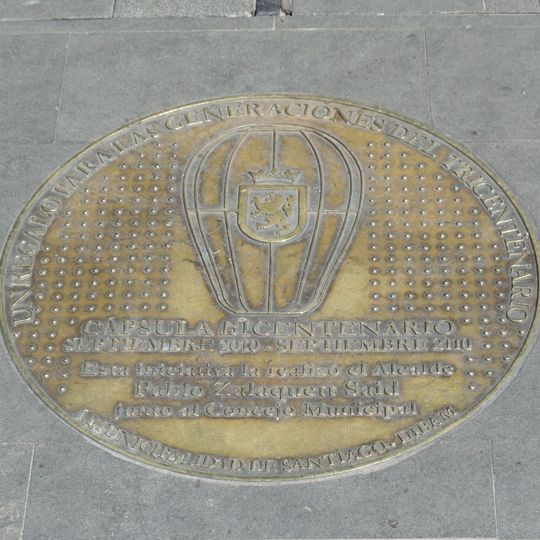 UN REGALO PARA LAS GENERACIONES DEL TRICENTENARIO.
CÁPSULA BICENTENARIO
SEPTIEMBRE 2010 - SEPTIEMBRE 2110
Esta iniciativa la realizó el Alcalde
Pablo Zalaquett Said
junto al Concejo Municipal
I. MUNICIPALIDAD DE SANTIAGO. DIBAM